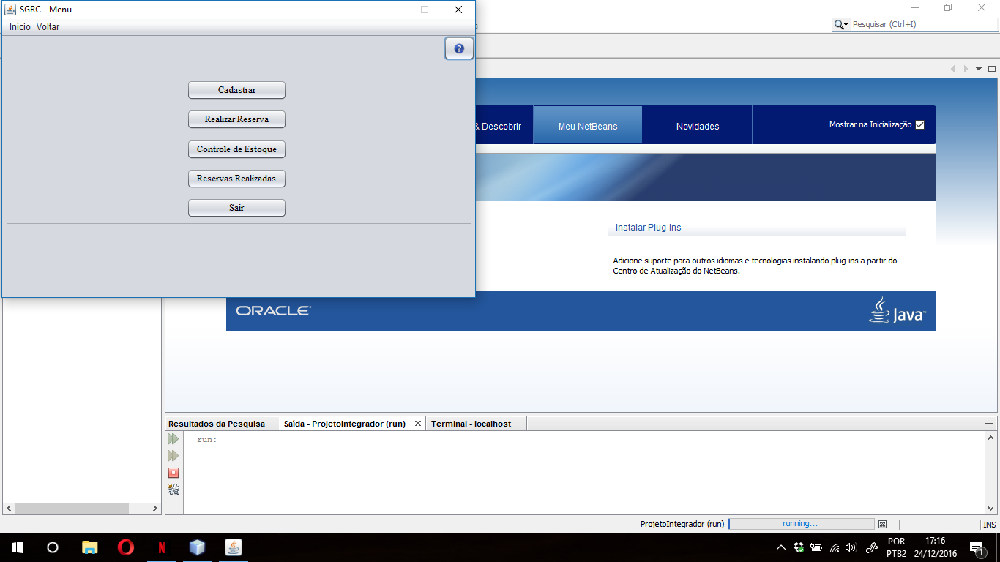 SGRC - Menu
Inicio Voltar
Pesquisar (Ctrl+I)
Cadastrar
Realizar Reserva
Controle de Estoque
Reservas Realizadas
Sair
& Descobrir
Meu NetBeans
Novidades
Mostrar na Inicialização
Instalar Plug-ins
Adicione suporte para outros idiomas e tecnologias instalando plug-ins a partir do
Centro de Atualização do NetBeans.
ORACLE
Java
Resultados da Pesquisa
Saída - ProjetoIntegrador (run)
Terminal - localhost
run:
ProjetoIntegrador (run)
running...
INS
N
POR
PTB2
17:16
24/12/2016
1